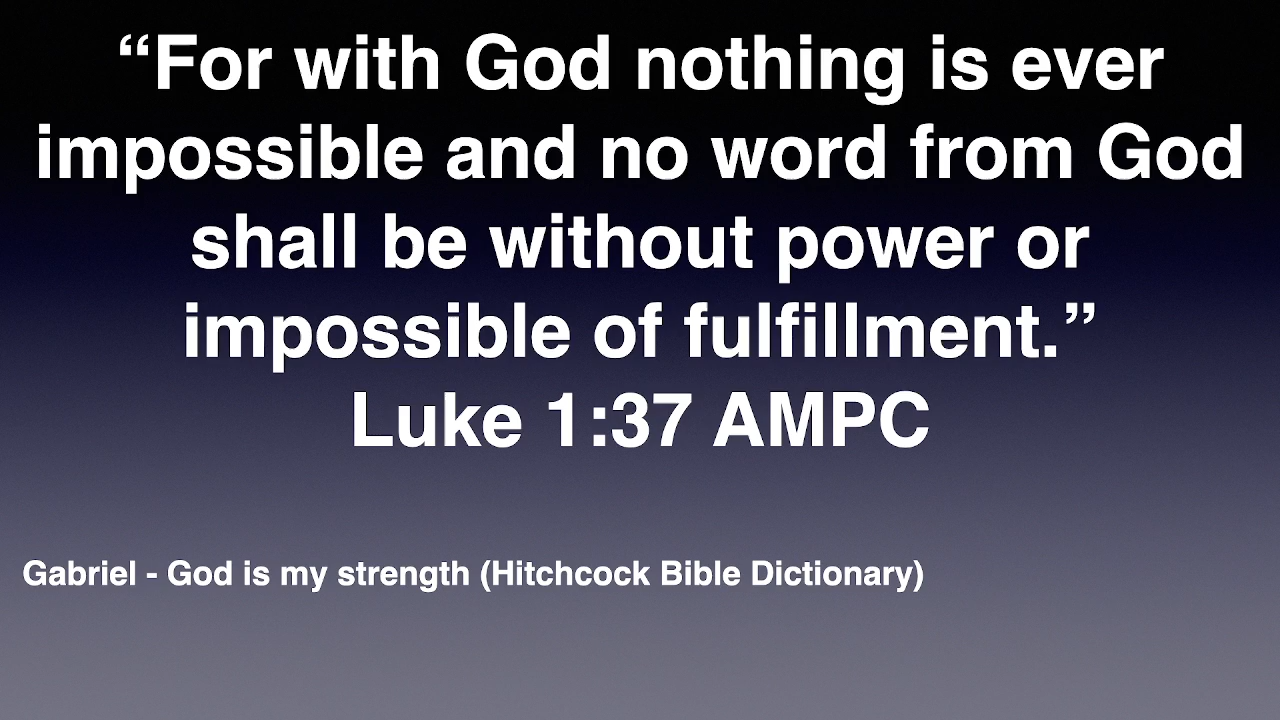 “For with God nothing is ever
impossible and no word from God
shall be without power or
impossible of fulfillment.”
Luke 1:37 AMPC
Gabriel - God is my strength (Hitchcock Bible Dictionary)